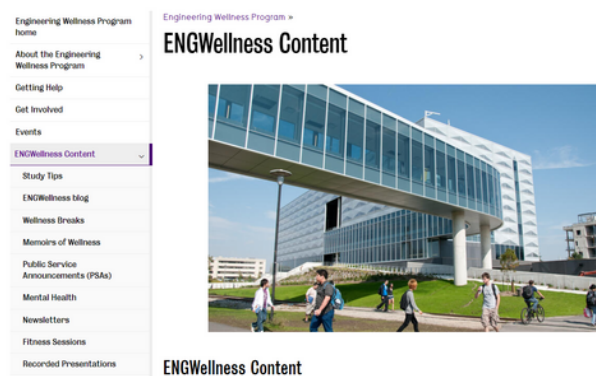 Engineering Wellness Program
home
About the Engineering
Wellness Program
Getting Help
Get Involved
Events
ENGWellness Content
Study Tips
ENGWellness blog
Wellness Breaks
Memoirs of Wellness
Public Service
Announcements (PSAs)
Mental Health
Newsletters
Fitness Sessions
Recorded Presentations
Engineering Wellness Program »
ENGWellness Content
ENGWellness Content